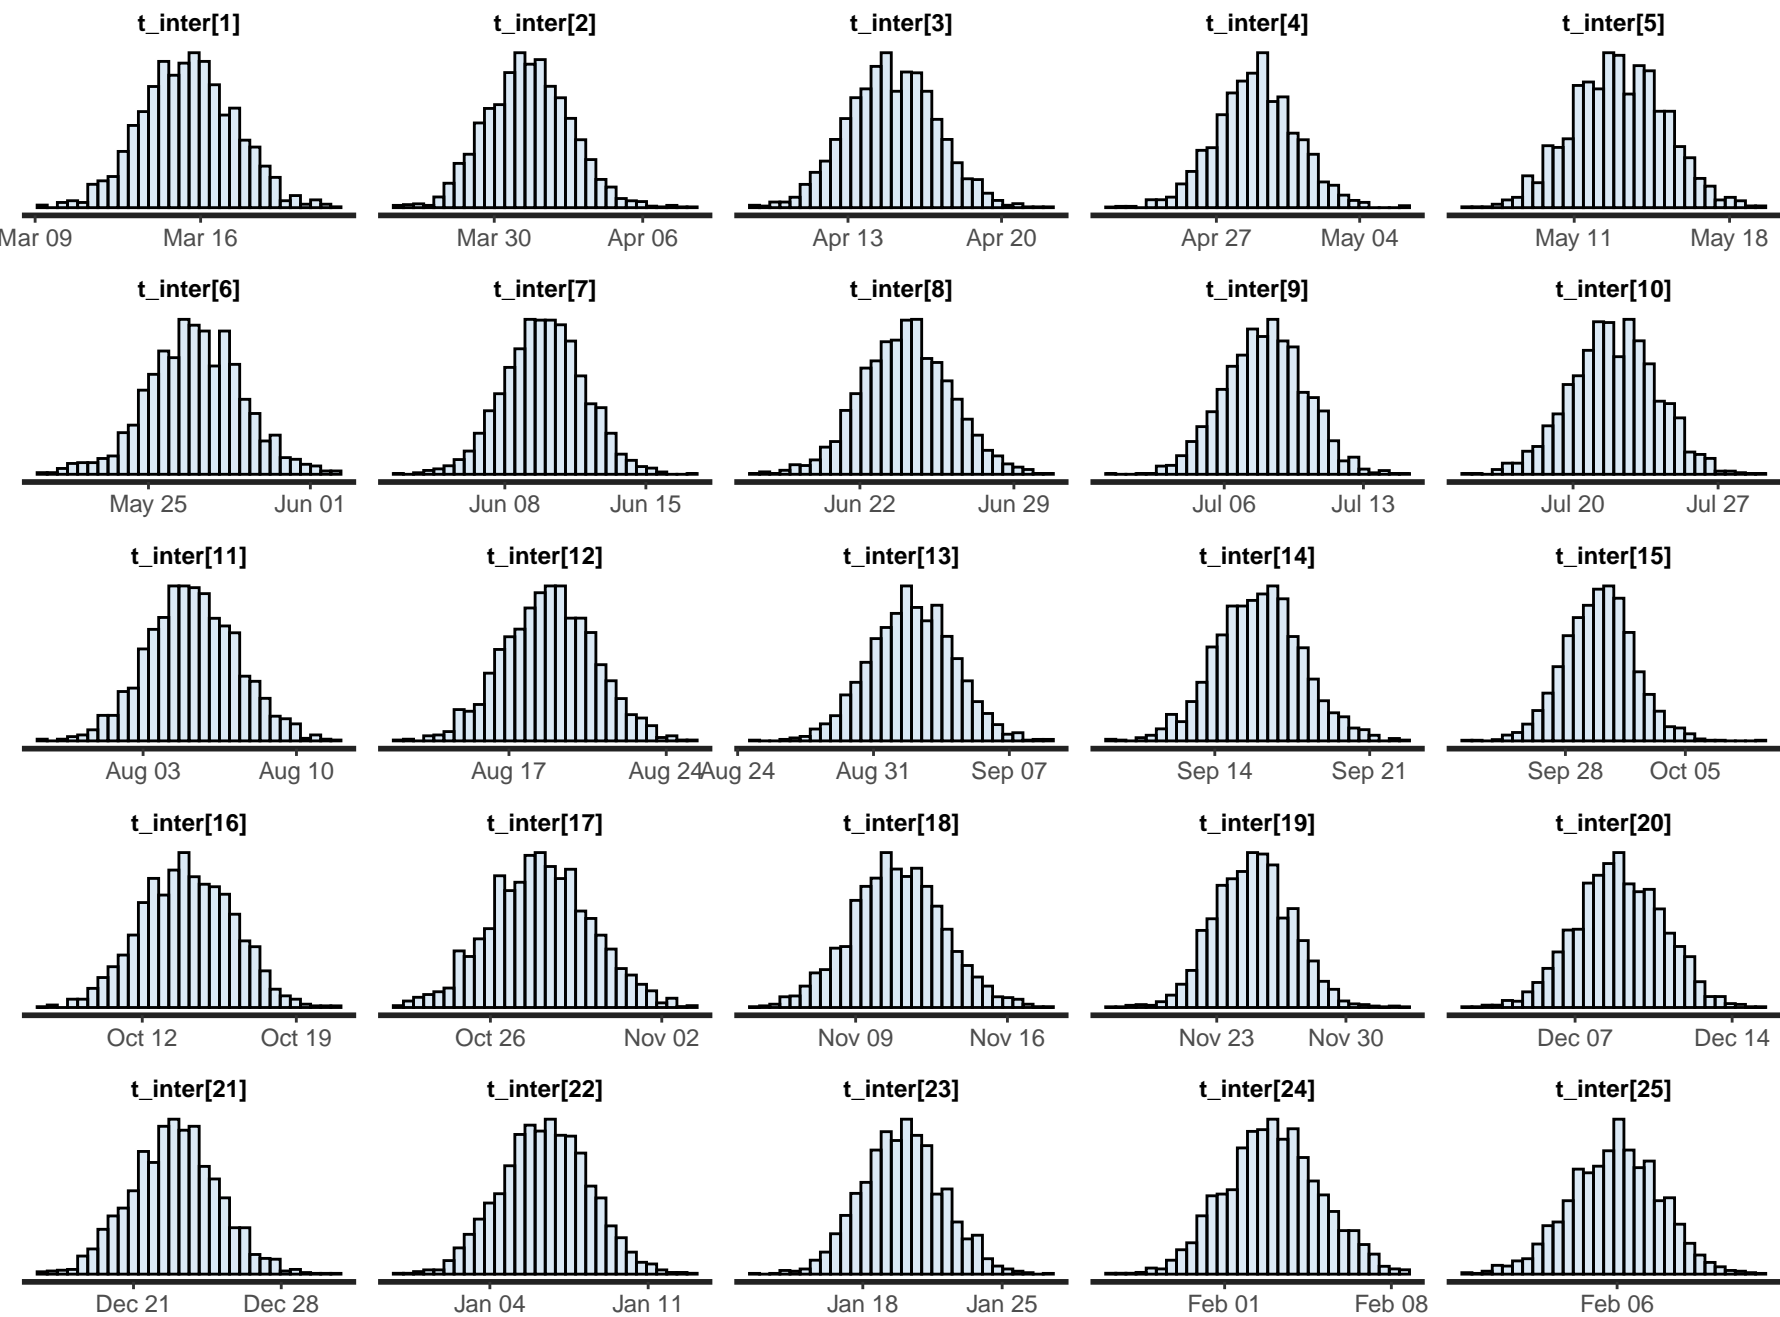 t_inter[1] t_inter[2] t_inter[3] t_inter[4] t_inter[5]
Mar 09 Mar 16 Mar 30 Apr 06 Apr 13 Apr 20 Apr 27 May 04 May 11 May 18
t_inter[6] t_inter[7] t_inter[8] t_inter[9] t_inter[10]
May 25 Jun 01 Jun 08 Jun 15 Jun 22 Jun 29 Jul 06 Jul 13 Jul 20 Jul 27
t_inter[11] t_inter[12] t_inter[13] t_inter[14] t_inter[15]
Aug 03 Aug 10 Aug 17 Aug 24 Aug 24 Aug 31 Sep 07 Sep 14 Sep 21 Sep 28 Oct 05
t_inter[16] t_inter[17] t_inter[18] t_inter[19] t_inter[20]
Oct 12 Oct 19 Oct 26 Nov 02 Nov 09 Nov 16 Nov 23 Nov 30 Dec 07 Dec 14
t_inter[21] t_inter[22] t_inter[23] t_inter[24] t_inter[25]
Dec 21 Dec 28 Jan 04 Jan 11 Jan 18 Jan 25 Feb 01 Feb 08 Feb 06